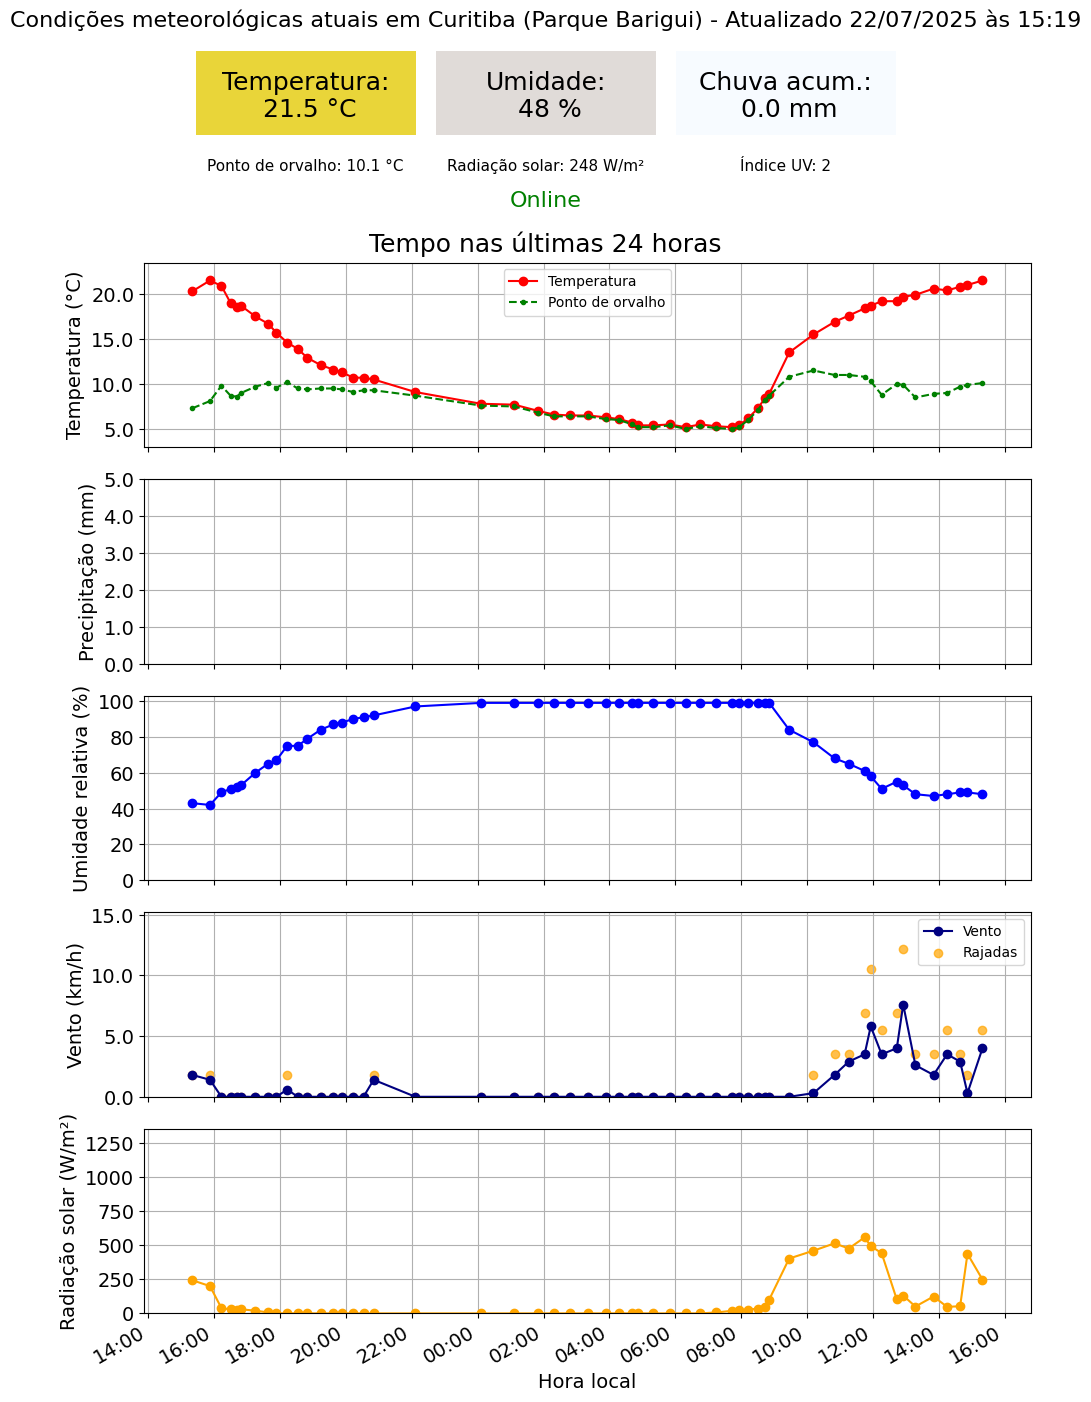 Condições meteorológicas atuais em Curitiba (Parque Barigui) - Atualizado 22/07/2025 às 15:19
Temperatura:
21.5 °C
Umidade:
48 %
Chuva acum.:
0.0 mm
Ponto de orvalho: 10.1 °C
Radiação solar: 248 W/m²
Índice UV: 2
Online
Tempo nas últimas 24 horas
Temperatura (°C)
20.0
15.0
10.0
5.0
Temperatura
Ponto de orvalho
Precipitação (mm)
5.0
4.0
3.0
2.0
1.0
0.0
Umidade relativa (%)
100
80
60
40
20
0
Vento (km/h)
15.0
10.0
5.0
0.0
Vento
Rajadas
Radiação solar (W/m²)
1250
1000
750
500
250
0
14:00
16:00
18:00
20:00
22:00
00:00
02:00
04:00
06:00
08:00
10:00
12:00
14:00
16:00
Hora local